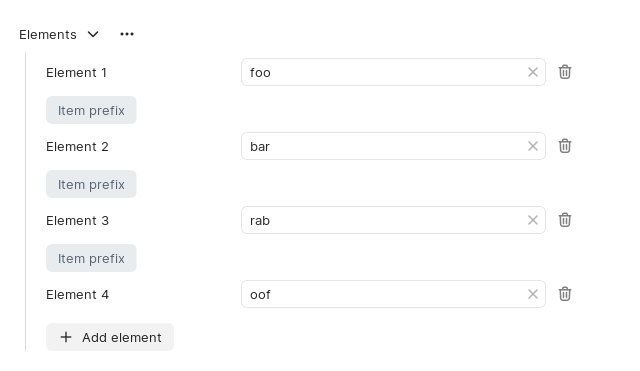 Elements
Element 1 foo
Item prefix
Element 2 bar
Item prefix
Element 3 rab
Item prefix
Element 4 oof
Add element